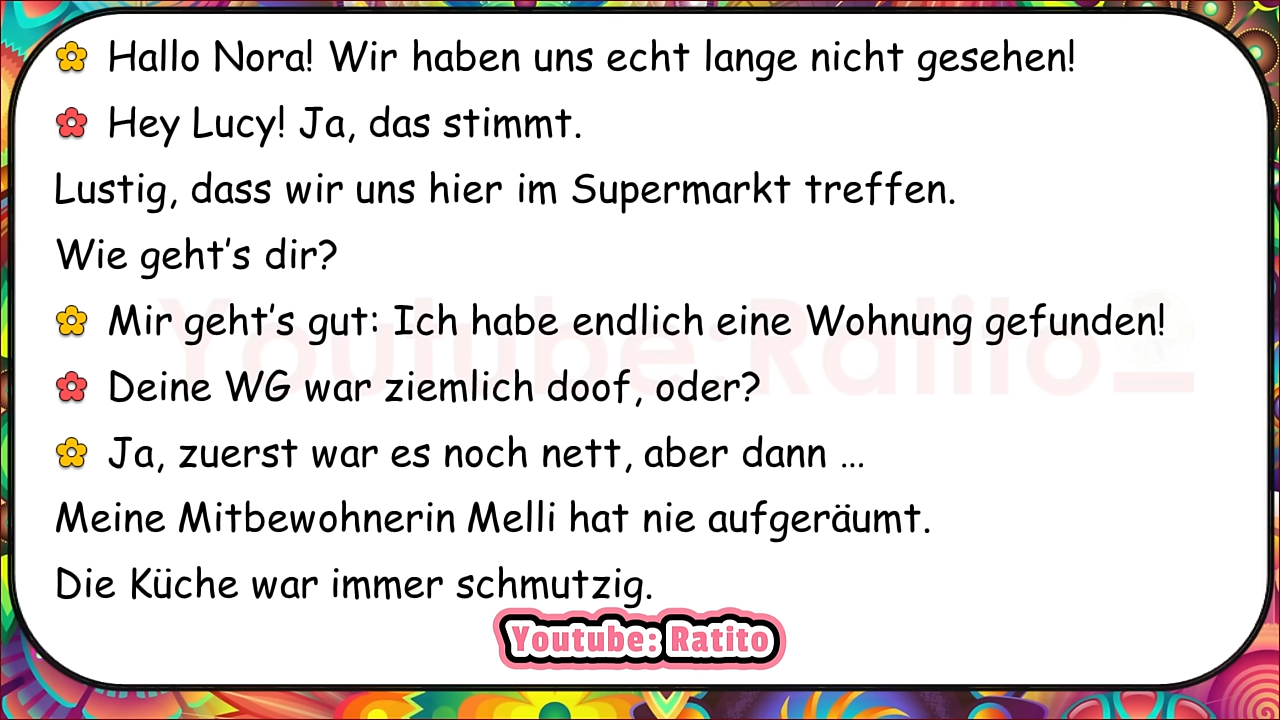 Hallo Nora! Wir haben uns echt lange nicht gesehen!
Hey Lucy! Ja, das stimmt.
Lustig, dass wir uns hier im Supermarkt treffen.
Wie geht's dir?
Mir geht's gut: Ich habe endlich eine Wohnung gefunden!
Youtube: Ratito
Deine WG war ziemlich doof, oder?
Ja, zuerst war es noch nett, aber dann …
Meine Mitbewohnerin Melli hat nie aufgeräumt.
Die Küche war immer schmutzig.
Youtube: Ratito